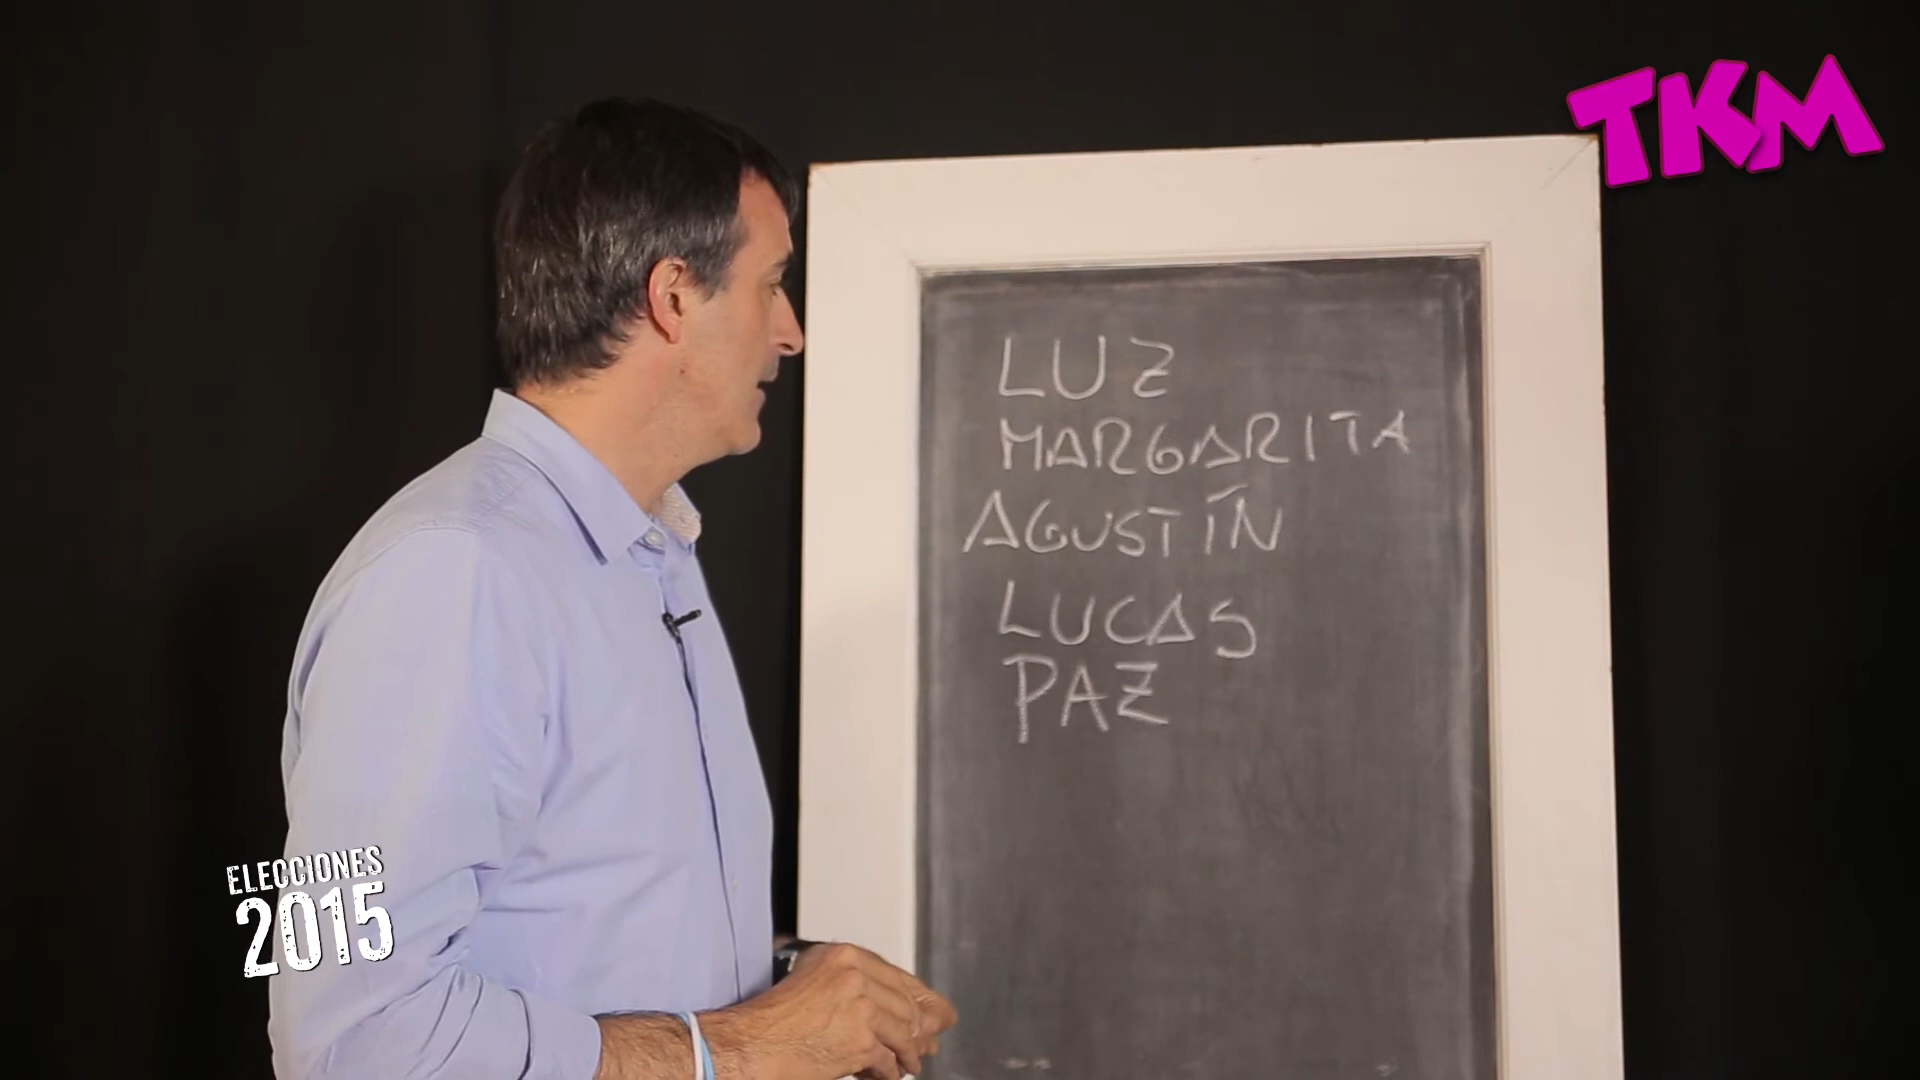 TKM
LUZ
MARGARITA
AGUSTÍN
LUCAS
PAZ
ELECCIONES
2015